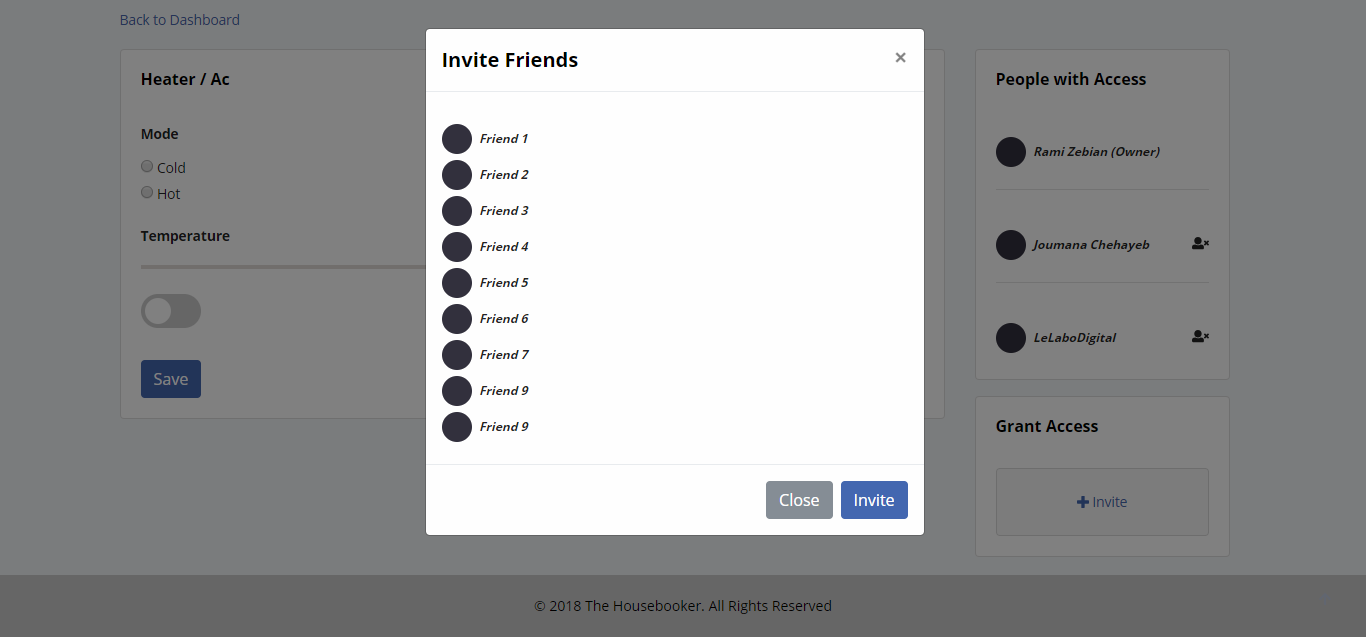 Back to Dashboard
Heater / Ac
Mode
Cold
Hot
Temperature
Save
Invite Friends
×
Friend 1
Friend 2
Friend 3
Friend 4
Friend 5
Friend 6
Friend 7
Friend 9
Friend 9
Close
Invite
People with Access
Rami Zebian (Owner)
Joumana Chehayeb
LeLaboDigital
Grant Access
Invite
© 2018 The Housebooker. All Rights Reserved